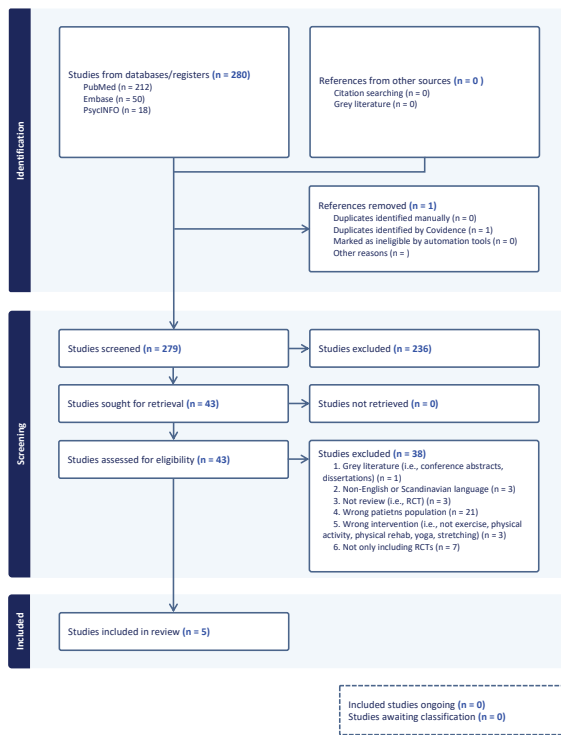 Identification
Studies from databases/registers (n = 280)
PubMed (n = 212)
Embase (n = 50)
PsycINFO (n = 18)
References from other sources (n = 0 )
Citation searching (n = 0)
Grey literature (n = 0)
References removed (n = 1)
Duplicates identified manually (n = 0)
Duplicates identified by Covidence (n = 1)
Marked as ineligible by automation tools (n = 0)
Other reasons (n = )
Screening
Studies screened (n = 279)
Studies excluded (n = 236)
Studies sought for retrieval (n = 43)
Studies not retrieved (n = 0)
Studies assessed for eligibility (n = 43)
Studies excluded (n = 38)
1. Grey literature (i.e., conference abstracts,
dissertations) (n = 1)
2. Non-English or Scandinavian language (n = 3)
3. Not review (i.e., RCT) (n = 3)
4. Wrong patietns population (n = 21)
5. Wrong intervention (i.e., not exercise, physical
activity, physical rehab, yoga, stretching) (n = 3)
6. Not only including RCTs (n = 7)
Included
Studies included in review (n = 5)
Included studies ongoing (n = 0)
Studies awaiting classification (n = 0)